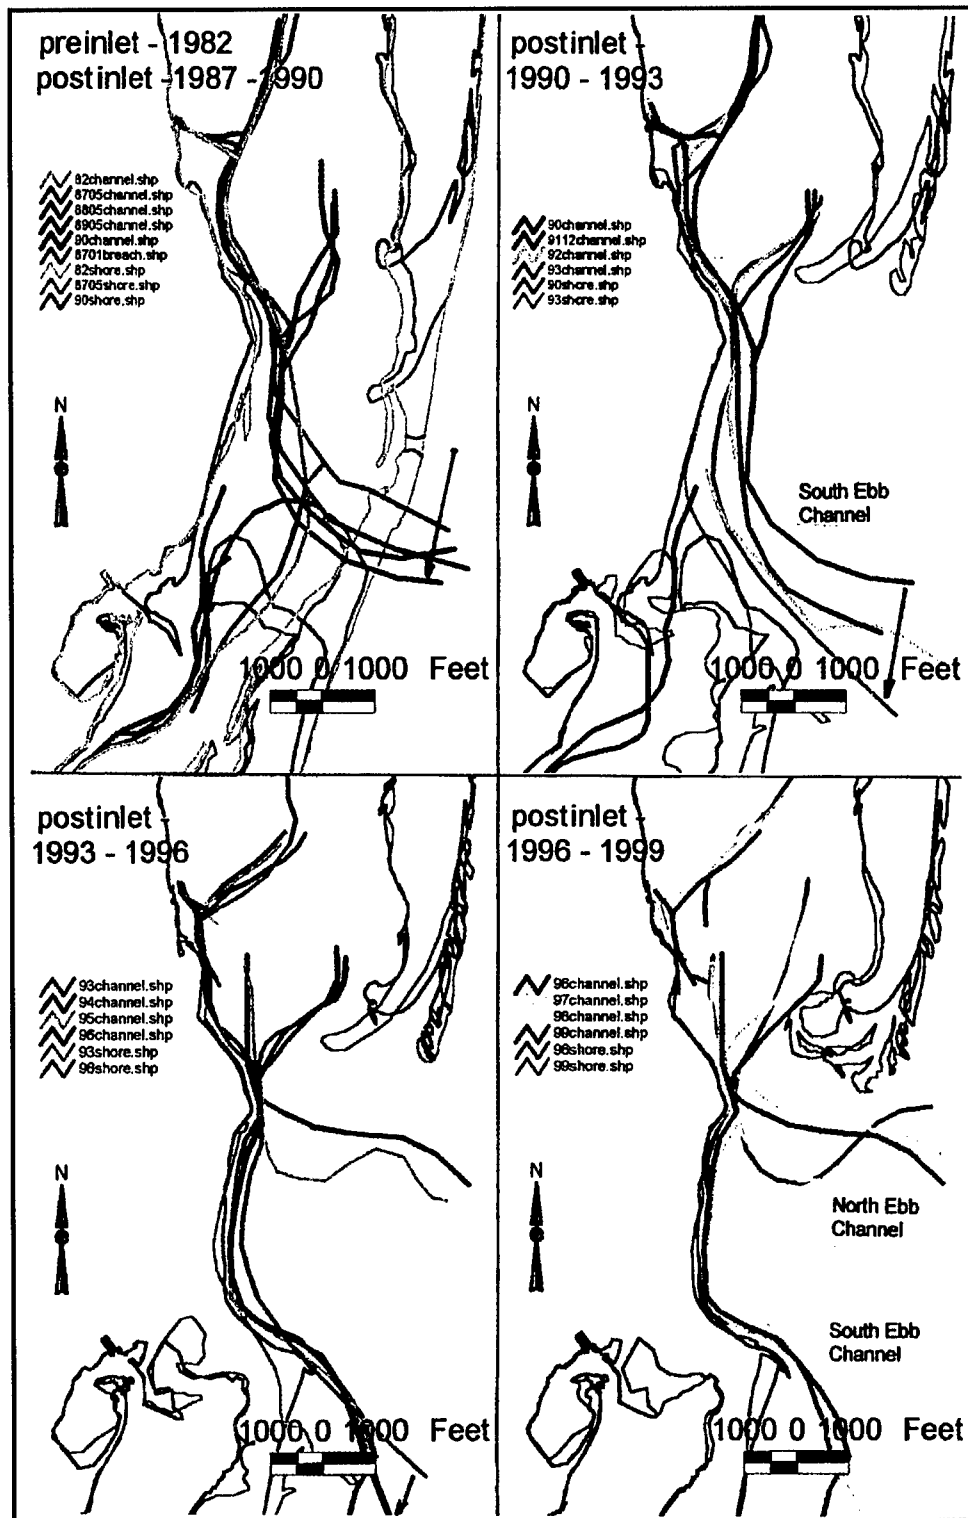 preinlet - 1982
postinlet -1987 - 1990
82channel.shp
8705channel.shp
8805channel.shp
8905channel.shp
90channel.shp
8701breach.shp
82shore.shp
8705shore.shp
90shore.shp
N
1000 0 1000 Feet
postinlet -
1990 - 1993
90channel.shp
9112channel.shp
92channel.shp
93channel.shp
90shore.shp
93shore.shp
N
South Ebb
Channel
1000 0 1000 Feet
postinlet -
1993 - 1996
93channel.shp
94channel.shp
95channel.shp
96channel.shp
93shore.shp
96shore.shp
N
1000 0 1000 Feet
postinlet -
1996 - 1999
96channel.shp
97channel.shp
98channel.shp
99channel.shp
96shore.shp
99shore.shp
N
North Ebb
Channel
South Ebb
Channel
1000 0 1000 Feet